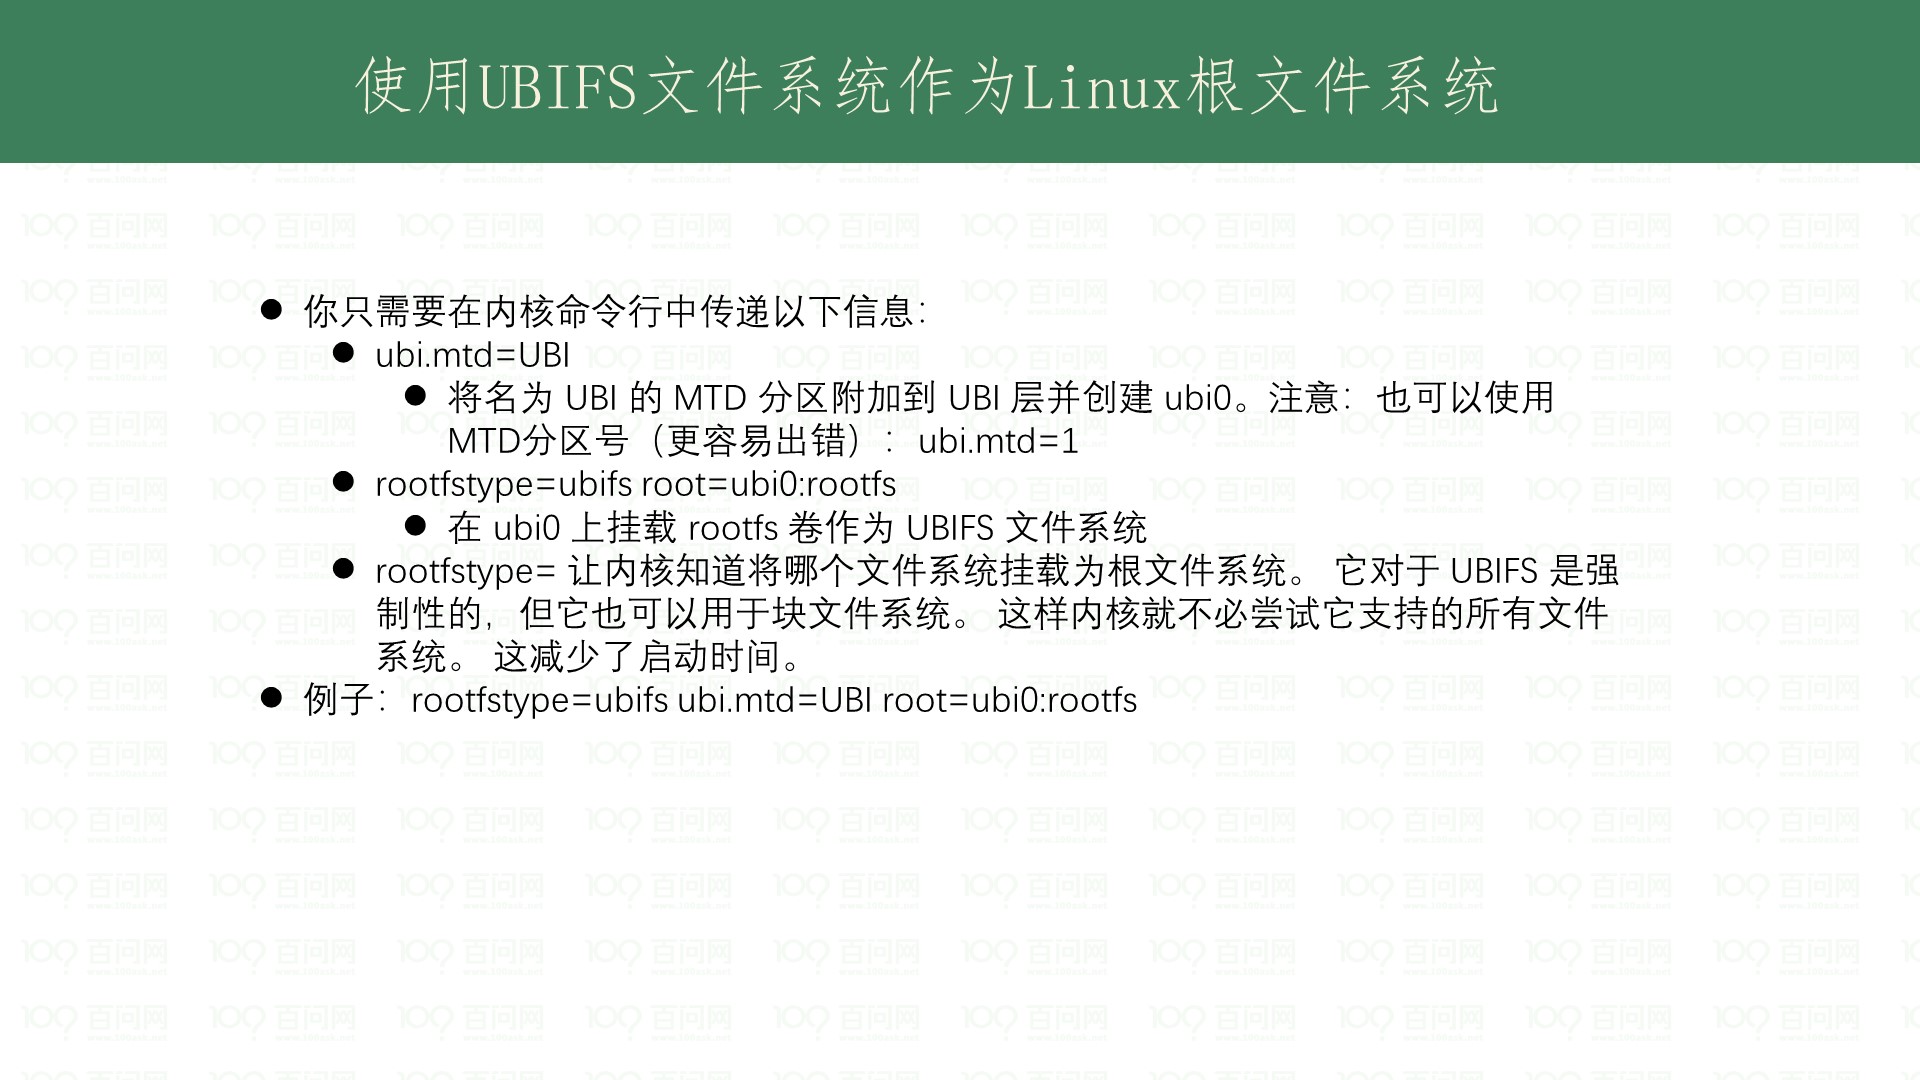 使用UBIFS文件系统作为Linux根文件系统
你只需要在内核命令行中传递以下信息：
ubi.mtd=UBI
将名为 UBI 的 MTD 分区附加到 UBI 层并创建 ubi0。注意：也可以使用
MTD分区号（更容易出错）：ubi.mtd=1
rootfstype=ubifs root=ubi0:rootfs
在 ubi0 上挂载 rootfs 卷作为 UBIFS 文件系统
rootfstype= 让内核知道将哪个文件系统挂载为根文件系统。 它对于 UBIFS 是强
制性的，但它也可以用于块文件系统。 这样内核就不必尝试它支持的所有文件
系统。 这减少了启动时间。
例子：rootfstype=ubifs ubi.mtd=UBI root=ubi0:rootfs